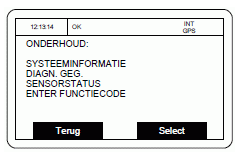 12:13:14 OK INT
GPS
ONDERHOUD:
SYSTEEMINFORMATIE
DIAGN. GEG.
SENSORSTATUS
ENTER FUNCTIECODE
Terug Select